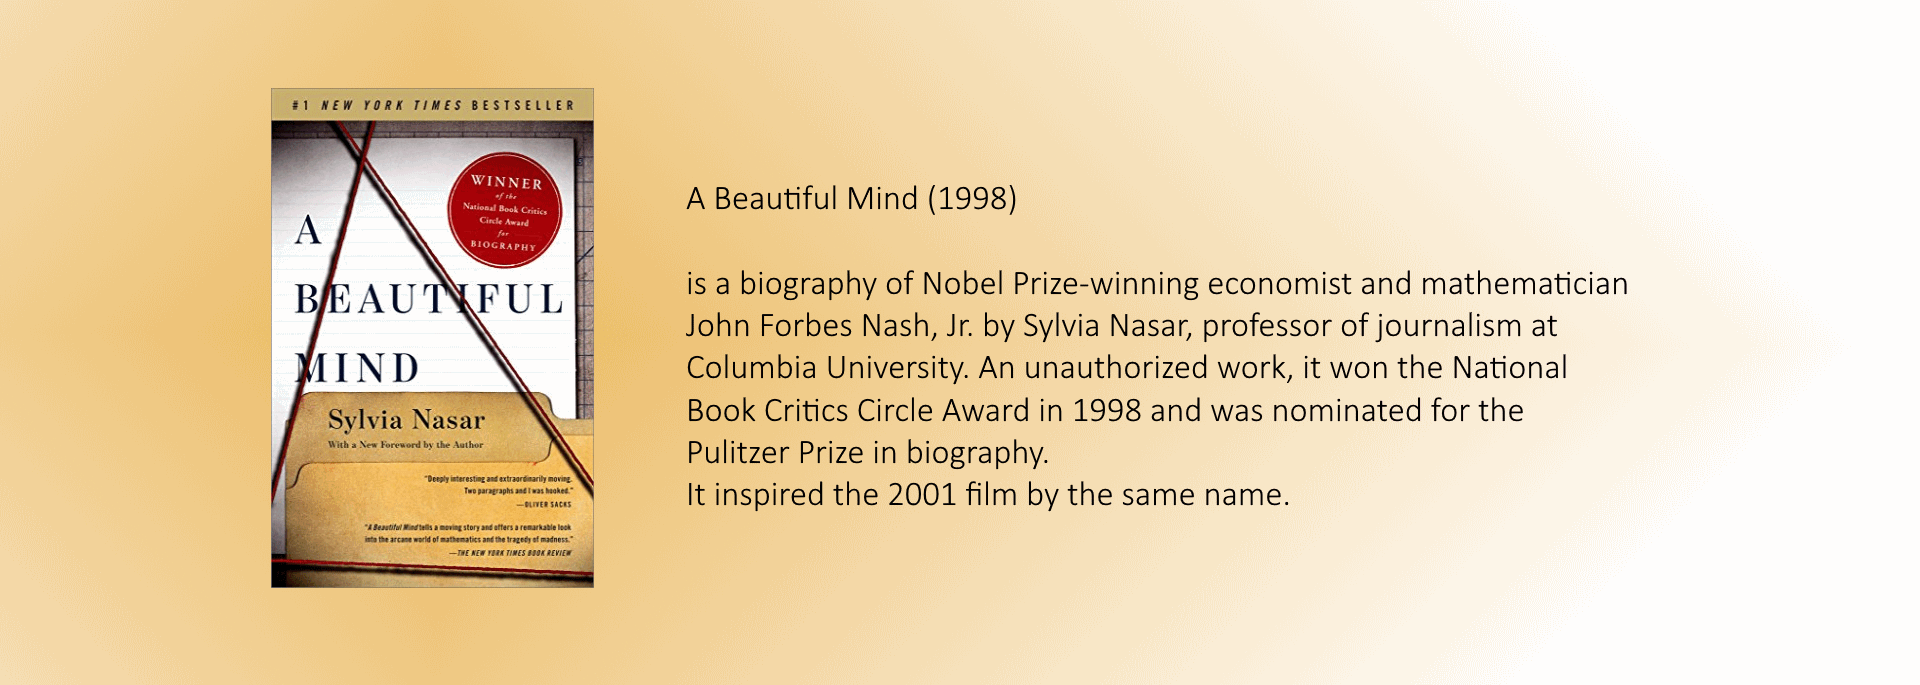 #1 NEW YORK TIMES BESTSELLER
WINNER
of the
National Book Critics
Circle Award
for
BIOGRAPHY
A
BEAUTIFUL
MIND
Sylvia Nasar
With a New Foreword by the Author
"Deeply interesting and extraordinarily moving.
Two paragraphs and I was hooked."
—OLIVER SACKS
"A Beautiful Mind tells a moving story and offers a remarkable look
into the arcane world of mathematics and the tragedy of madness."
—THE NEW YORK TIMES BOOK REVIEW
A Beautiful Mind (1998)
is a biography of Nobel Prize-winning economist and mathematician
John Forbes Nash, Jr. by Sylvia Nasar, professor of journalism at
Columbia University. An unauthorized work, it won the National
Book Critics Circle Award in 1998 and was nominated for the
Pulitzer Prize in biography.
It inspired the 2001 film by the same name.